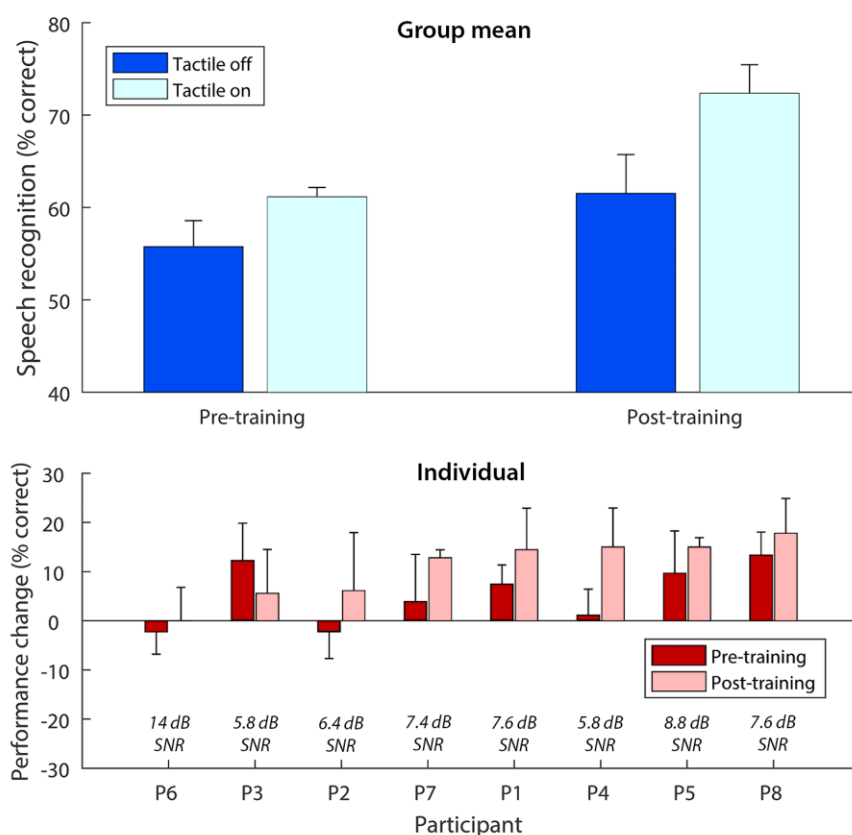 Group mean
Tactile off
Tactile on
Speech recognition (% correct)
80
70
60
50
40
Pre-training
Post-training
Individual
Performance change (% correct)
30
20
10
0
-10
-20
-30
Pre-training
Post-training
14 dB SNR
5.8 dB SNR
6.4 dB SNR
7.4 dB SNR
7.6 dB SNR
5.8 dB SNR
8.8 dB SNR
7.6 dB SNR
P6 P3 P2 P7 P1 P4 P5 P8
Participant